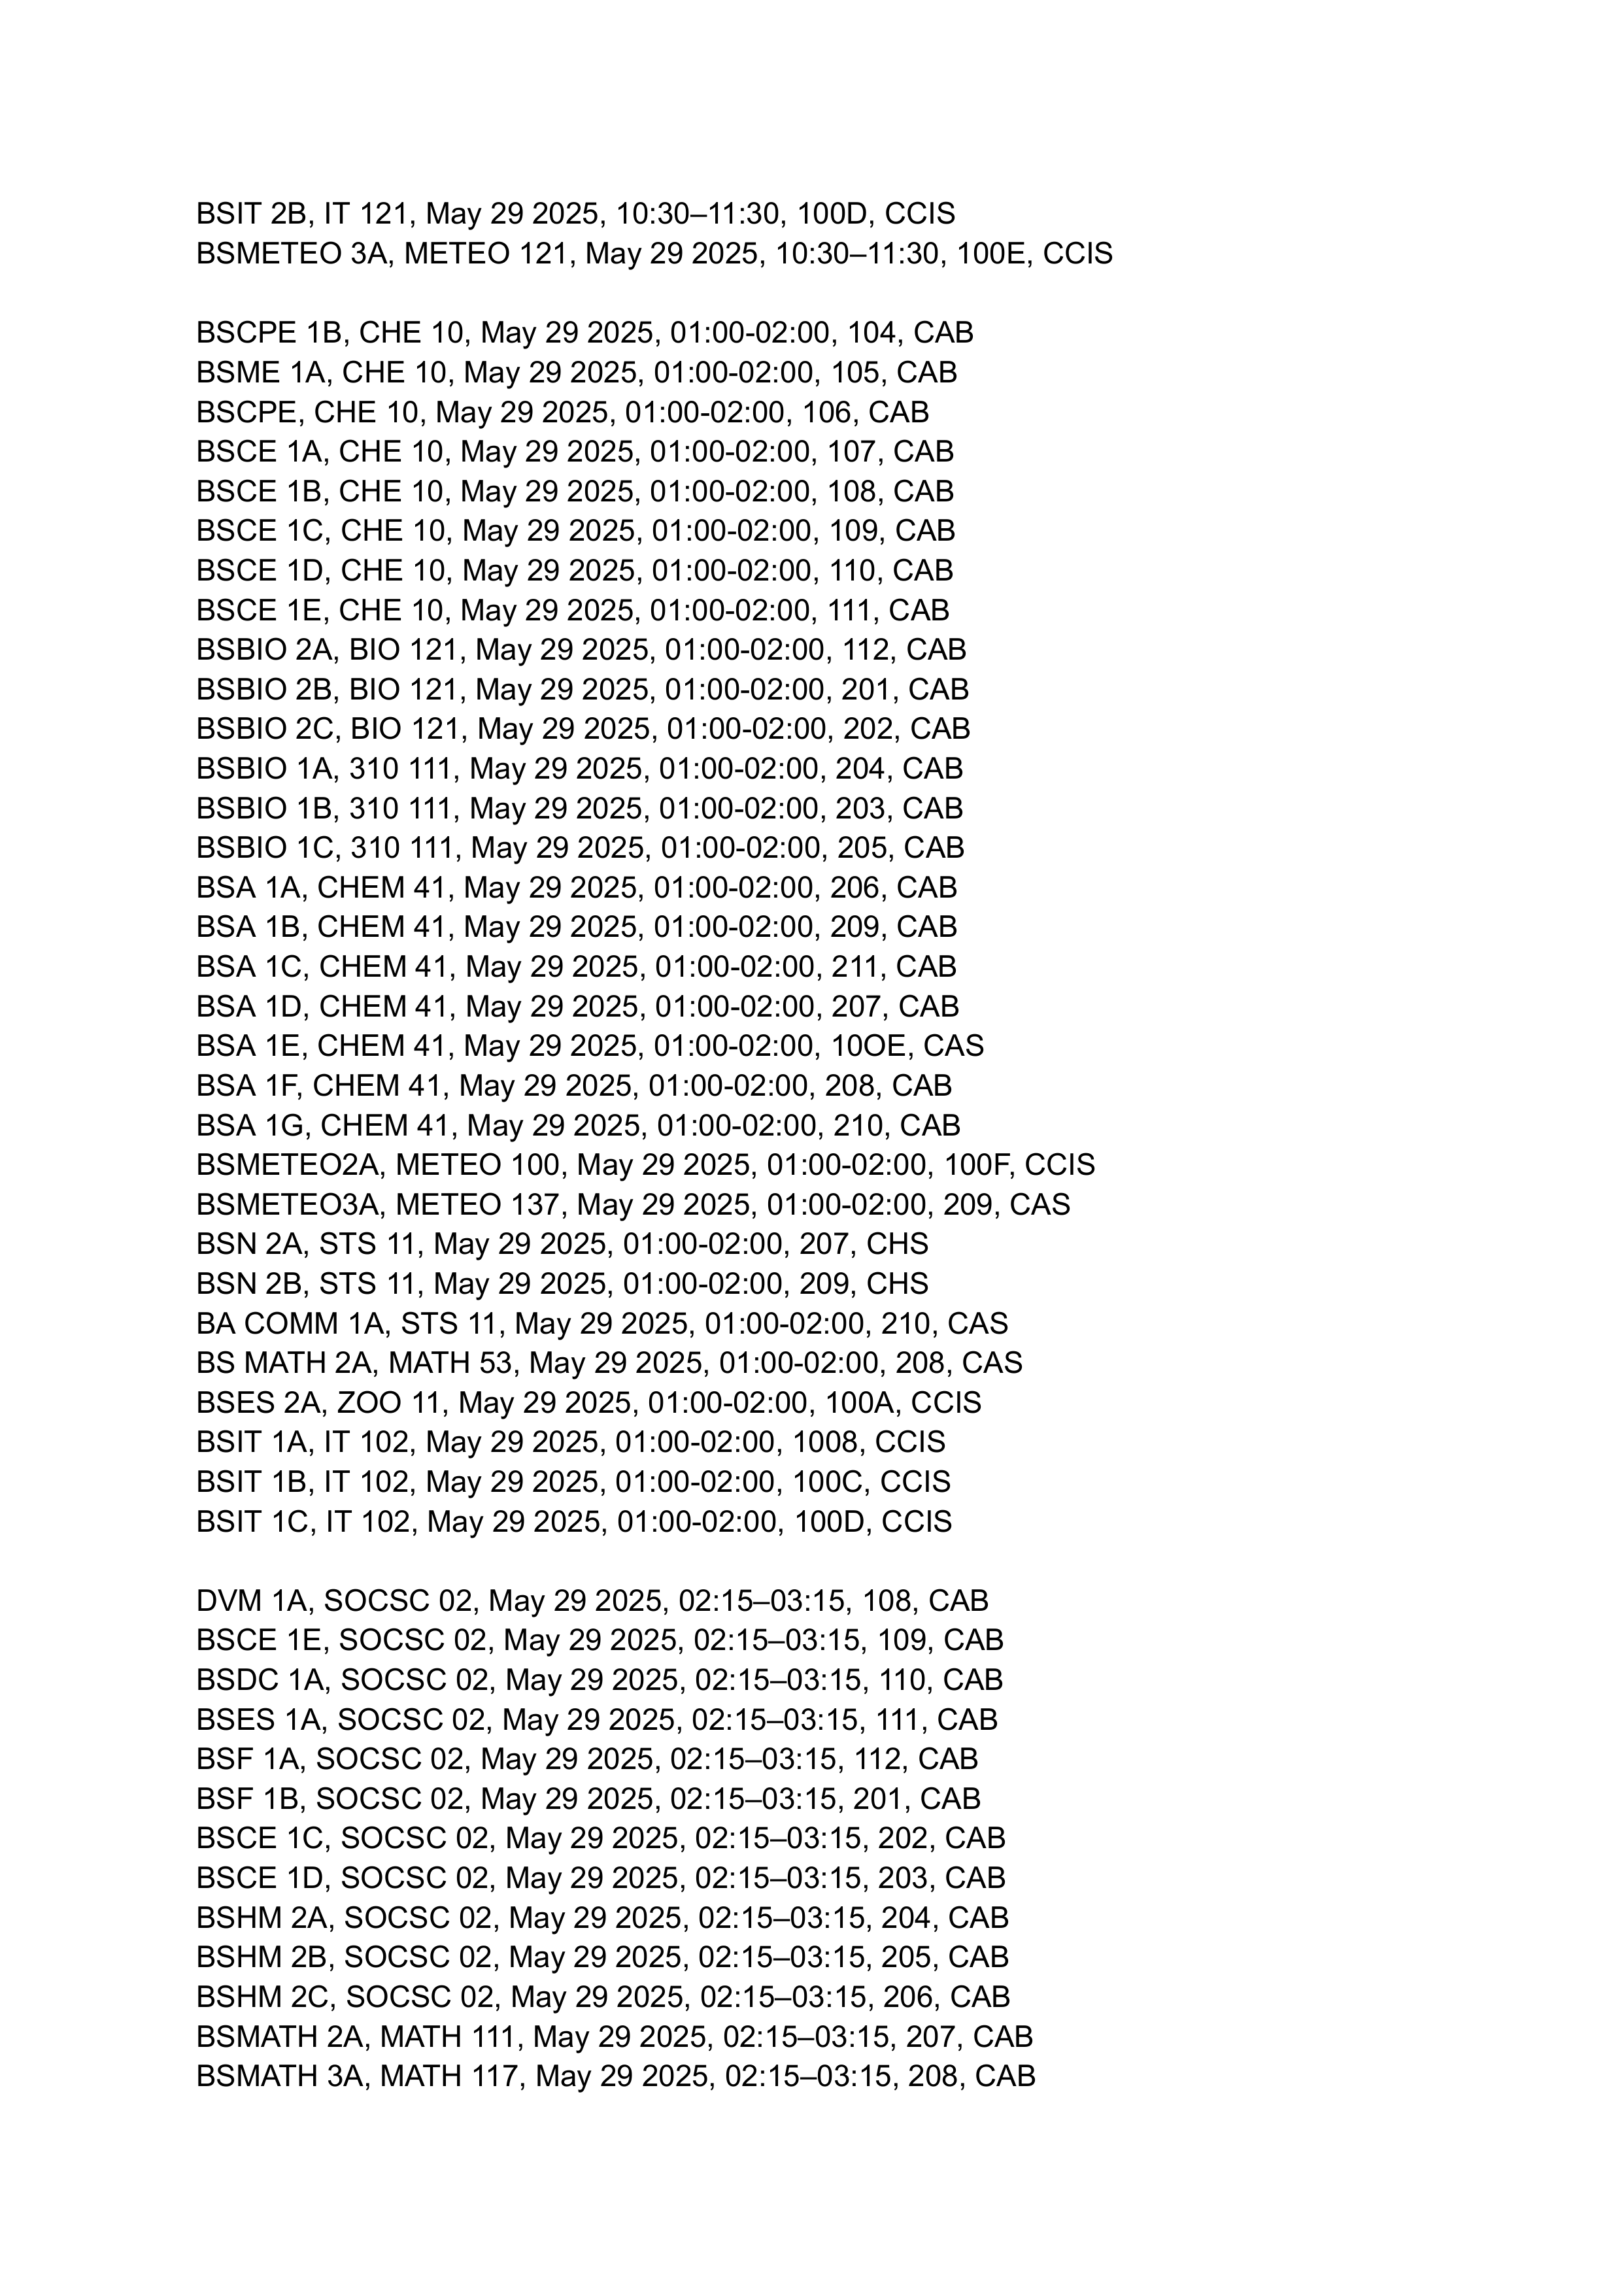 BSIT 2B, IT 121, May 29 2025, 10:30–11:30, 100D, CCIS
BSMETEO 3A, METEO 121, May 29 2025, 10:30–11:30, 100E, CCIS
BSCPE 1B, CHE 10, May 29 2025, 01:00-02:00, 104, CAB
BSME 1A, CHE 10, May 29 2025, 01:00-02:00, 105, CAB
BSCPE, CHE 10, May 29 2025, 01:00-02:00, 106, CAB
BSCE 1A, CHE 10, May 29 2025, 01:00-02:00, 107, CAB
BSCE 1B, CHE 10, May 29 2025, 01:00-02:00, 108, CAB
BSCE 1C, CHE 10, May 29 2025, 01:00-02:00, 109, CAB
BSCE 1D, CHE 10, May 29 2025, 01:00-02:00, 110, CAB
BSCE 1E, CHE 10, May 29 2025, 01:00-02:00, 111, CAB
BSBIO 2A, BIO 121, May 29 2025, 01:00-02:00, 112, CAB
BSBIO 2B, BIO 121, May 29 2025, 01:00-02:00, 201, CAB
BSBIO 2C, BIO 121, May 29 2025, 01:00-02:00, 202, CAB
BSBIO 1A, 310 111, May 29 2025, 01:00-02:00, 204, CAB
BSBIO 1B, 310 111, May 29 2025, 01:00-02:00, 203, CAB
BSBIO 1C, 310 111, May 29 2025, 01:00-02:00, 205, CAB
BSA 1A, CHEM 41, May 29 2025, 01:00-02:00, 206, CAB
BSA 1B, CHEM 41, May 29 2025, 01:00-02:00, 209, CAB
BSA 1C, CHEM 41, May 29 2025, 01:00-02:00, 211, CAB
BSA 1D, CHEM 41, May 29 2025, 01:00-02:00, 207, CAB
BSA 1E, CHEM 41, May 29 2025, 01:00-02:00, 10OE, CAS
BSA 1F, CHEM 41, May 29 2025, 01:00-02:00, 208, CAB
BSA 1G, CHEM 41, May 29 2025, 01:00-02:00, 210, CAB
BSMETEO2A, METEO 100, May 29 2025, 01:00-02:00, 100F, CCIS
BSMETEO3A, METEO 137, May 29 2025, 01:00-02:00, 209, CAS
BSN 2A, STS 11, May 29 2025, 01:00-02:00, 207, CHS
BSN 2B, STS 11, May 29 2025, 01:00-02:00, 209, CHS
BA COMM 1A, STS 11, May 29 2025, 01:00-02:00, 210, CAS
BS MATH 2A, MATH 53, May 29 2025, 01:00-02:00, 208, CAS
BSES 2A, ZOO 11, May 29 2025, 01:00-02:00, 100A, CCIS
BSIT 1A, IT 102, May 29 2025, 01:00-02:00, 1008, CCIS
BSIT 1B, IT 102, May 29 2025, 01:00-02:00, 100C, CCIS
BSIT 1C, IT 102, May 29 2025, 01:00-02:00, 100D, CCIS
DVM 1A, SOCSC 02, May 29 2025, 02:15–03:15, 108, CAB
BSCE 1E, SOCSC 02, May 29 2025, 02:15–03:15, 109, CAB
BSDC 1A, SOCSC 02, May 29 2025, 02:15–03:15, 110, CAB
BSES 1A, SOCSC 02, May 29 2025, 02:15–03:15, 111, CAB
BSF 1A, SOCSC 02, May 29 2025, 02:15–03:15, 112, CAB
BSF 1B, SOCSC 02, May 29 2025, 02:15–03:15, 201, CAB
BSCE 1C, SOCSC 02, May 29 2025, 02:15–03:15, 202, CAB
BSCE 1D, SOCSC 02, May 29 2025, 02:15–03:15, 203, CAB
BSHM 2A, SOCSC 02, May 29 2025, 02:15–03:15, 204, CAB
BSHM 2B, SOCSC 02, May 29 2025, 02:15–03:15, 205, CAB
BSHM 2C, SOCSC 02, May 29 2025, 02:15–03:15, 206, CAB
BSMATH 2A, MATH 111, May 29 2025, 02:15–03:15, 207, CAB
BSMATH 3A, MATH 117, May 29 2025, 02:15–03:15, 208, CAB